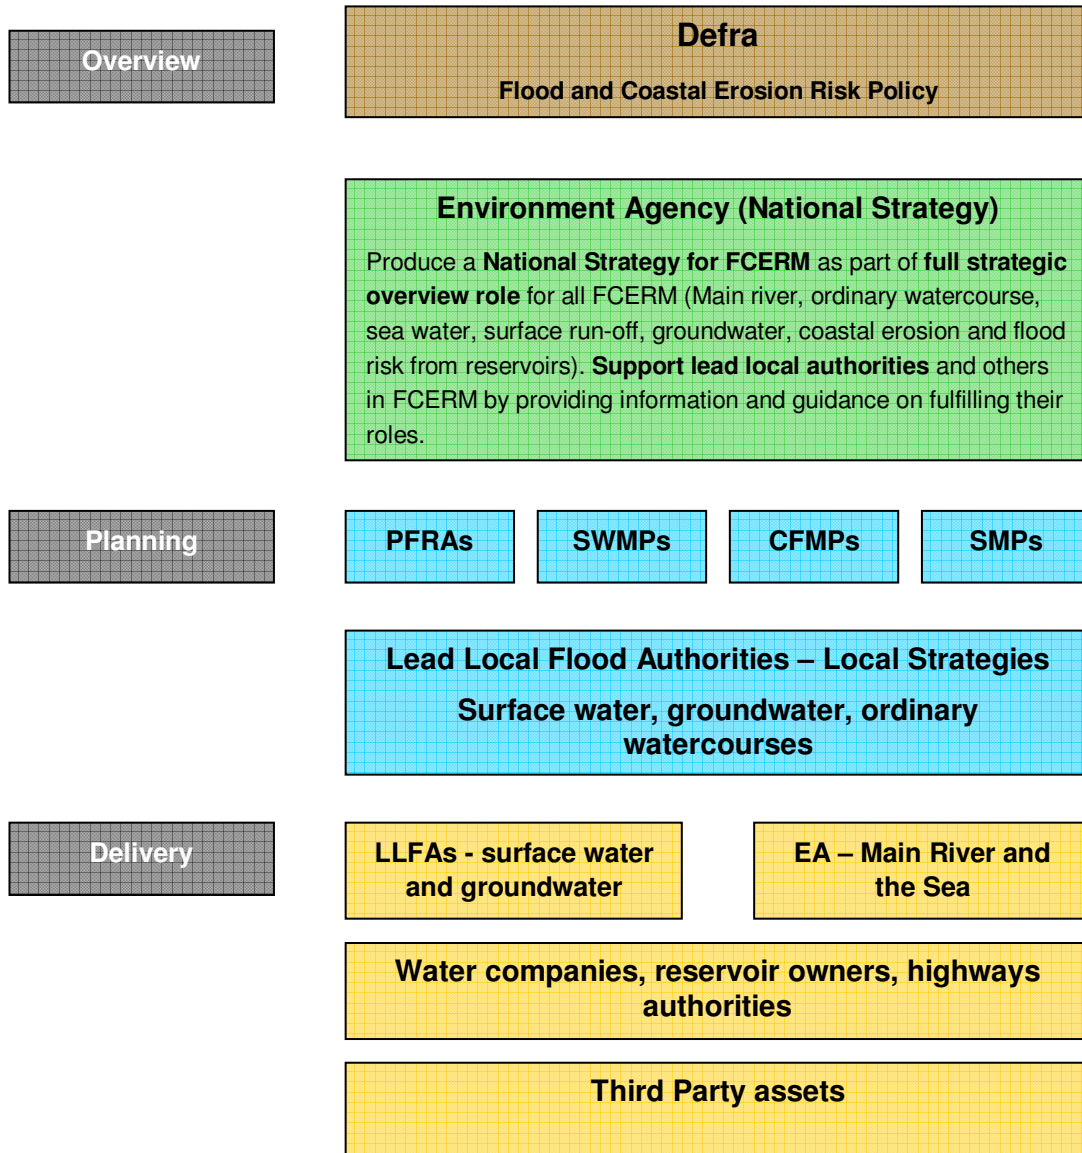 Overview
Defra
Flood and Coastal Erosion Risk Policy
Environment Agency (National Strategy)
Produce a National Strategy for FCERM as part of full strategic
overview role for all FCERM (Main river, ordinary watercourse,
sea water, surface run-off, groundwater, coastal erosion and flood
risk from reservoirs). Support lead local authorities and others
in FCERM by providing information and guidance on fulfilling their
roles.
Planning
PFRAs
SWMPs
CFMPs
SMPs
Lead Local Flood Authorities – Local Strategies
Surface water, groundwater, ordinary
watercourses
Delivery
LLFAs - surface water
and groundwater
EA – Main River and
the Sea
Water companies, reservoir owners, highways
authorities
Third Party assets